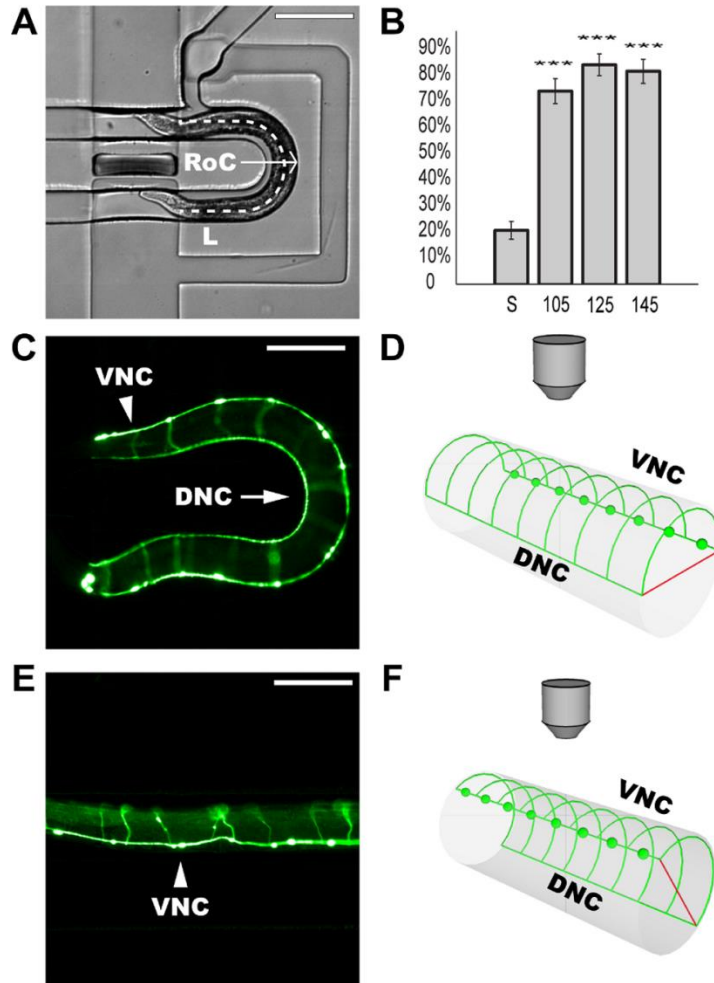 A
RoC
L
B
90%
80%
70%
60%
50%
40%
30%
20%
10%
0
***
***
***
S 105 125 145
C
VNC
DNC
D
VNC
DNC
E
VNC
F
VNC
DNC